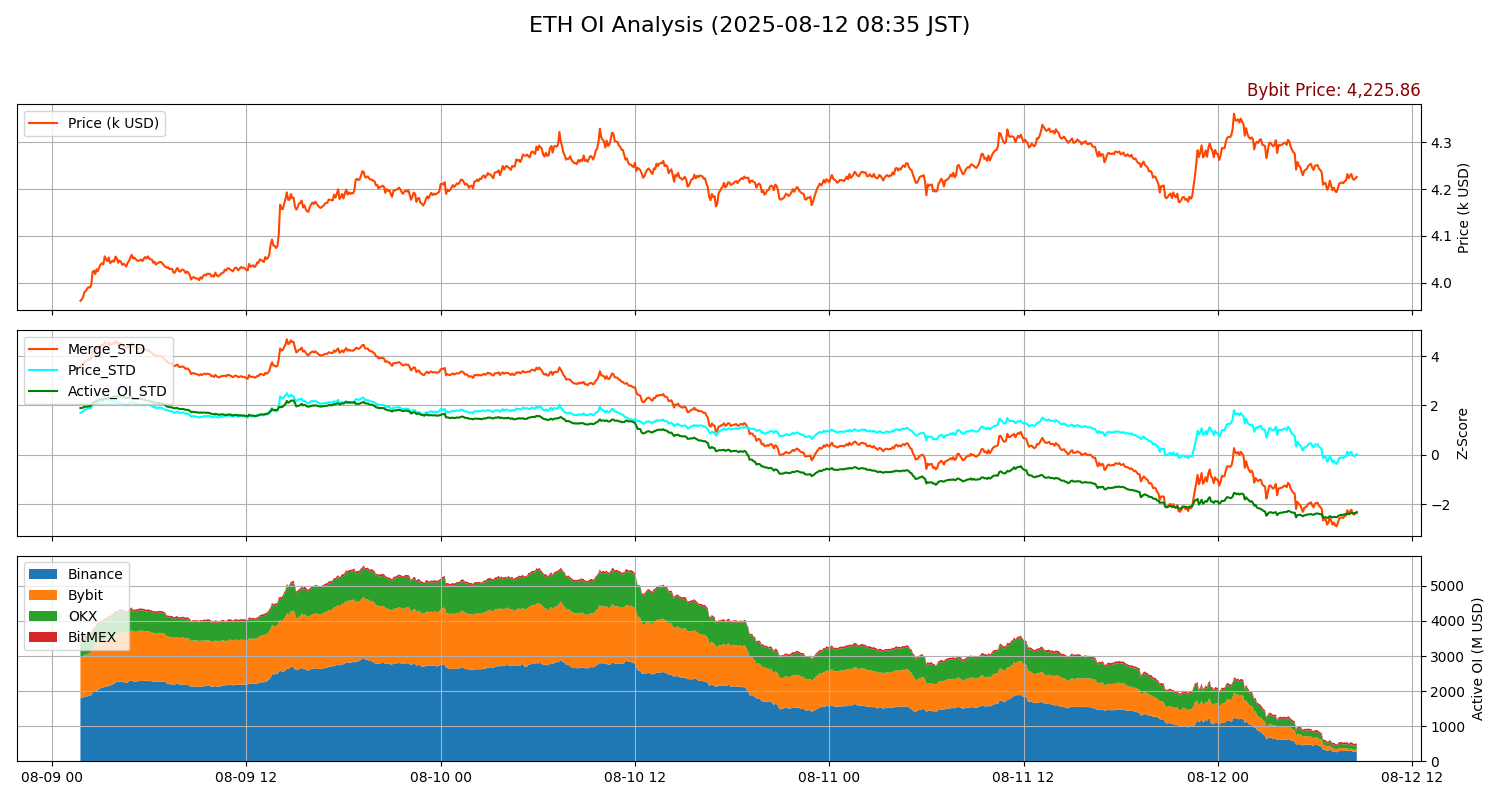 ETH OI Analysis (2025-08-12 08:35 JST)
Bybit Price: 4,225.86
Price (k USD)
4.3
4.2
4.1
4.0
Price (k USD)
Merge_STD
Price_STD
Active_OI_STD
4
2
0
−2
Z-Score
Binance
Bybit
OKX
BitMEX
5000
4000
3000
2000
1000
0
Active OI (M USD)
08-09 00
08-09 12
08-10 00
08-10 12
08-11 00
08-11 12
08-12 00
08-12 12